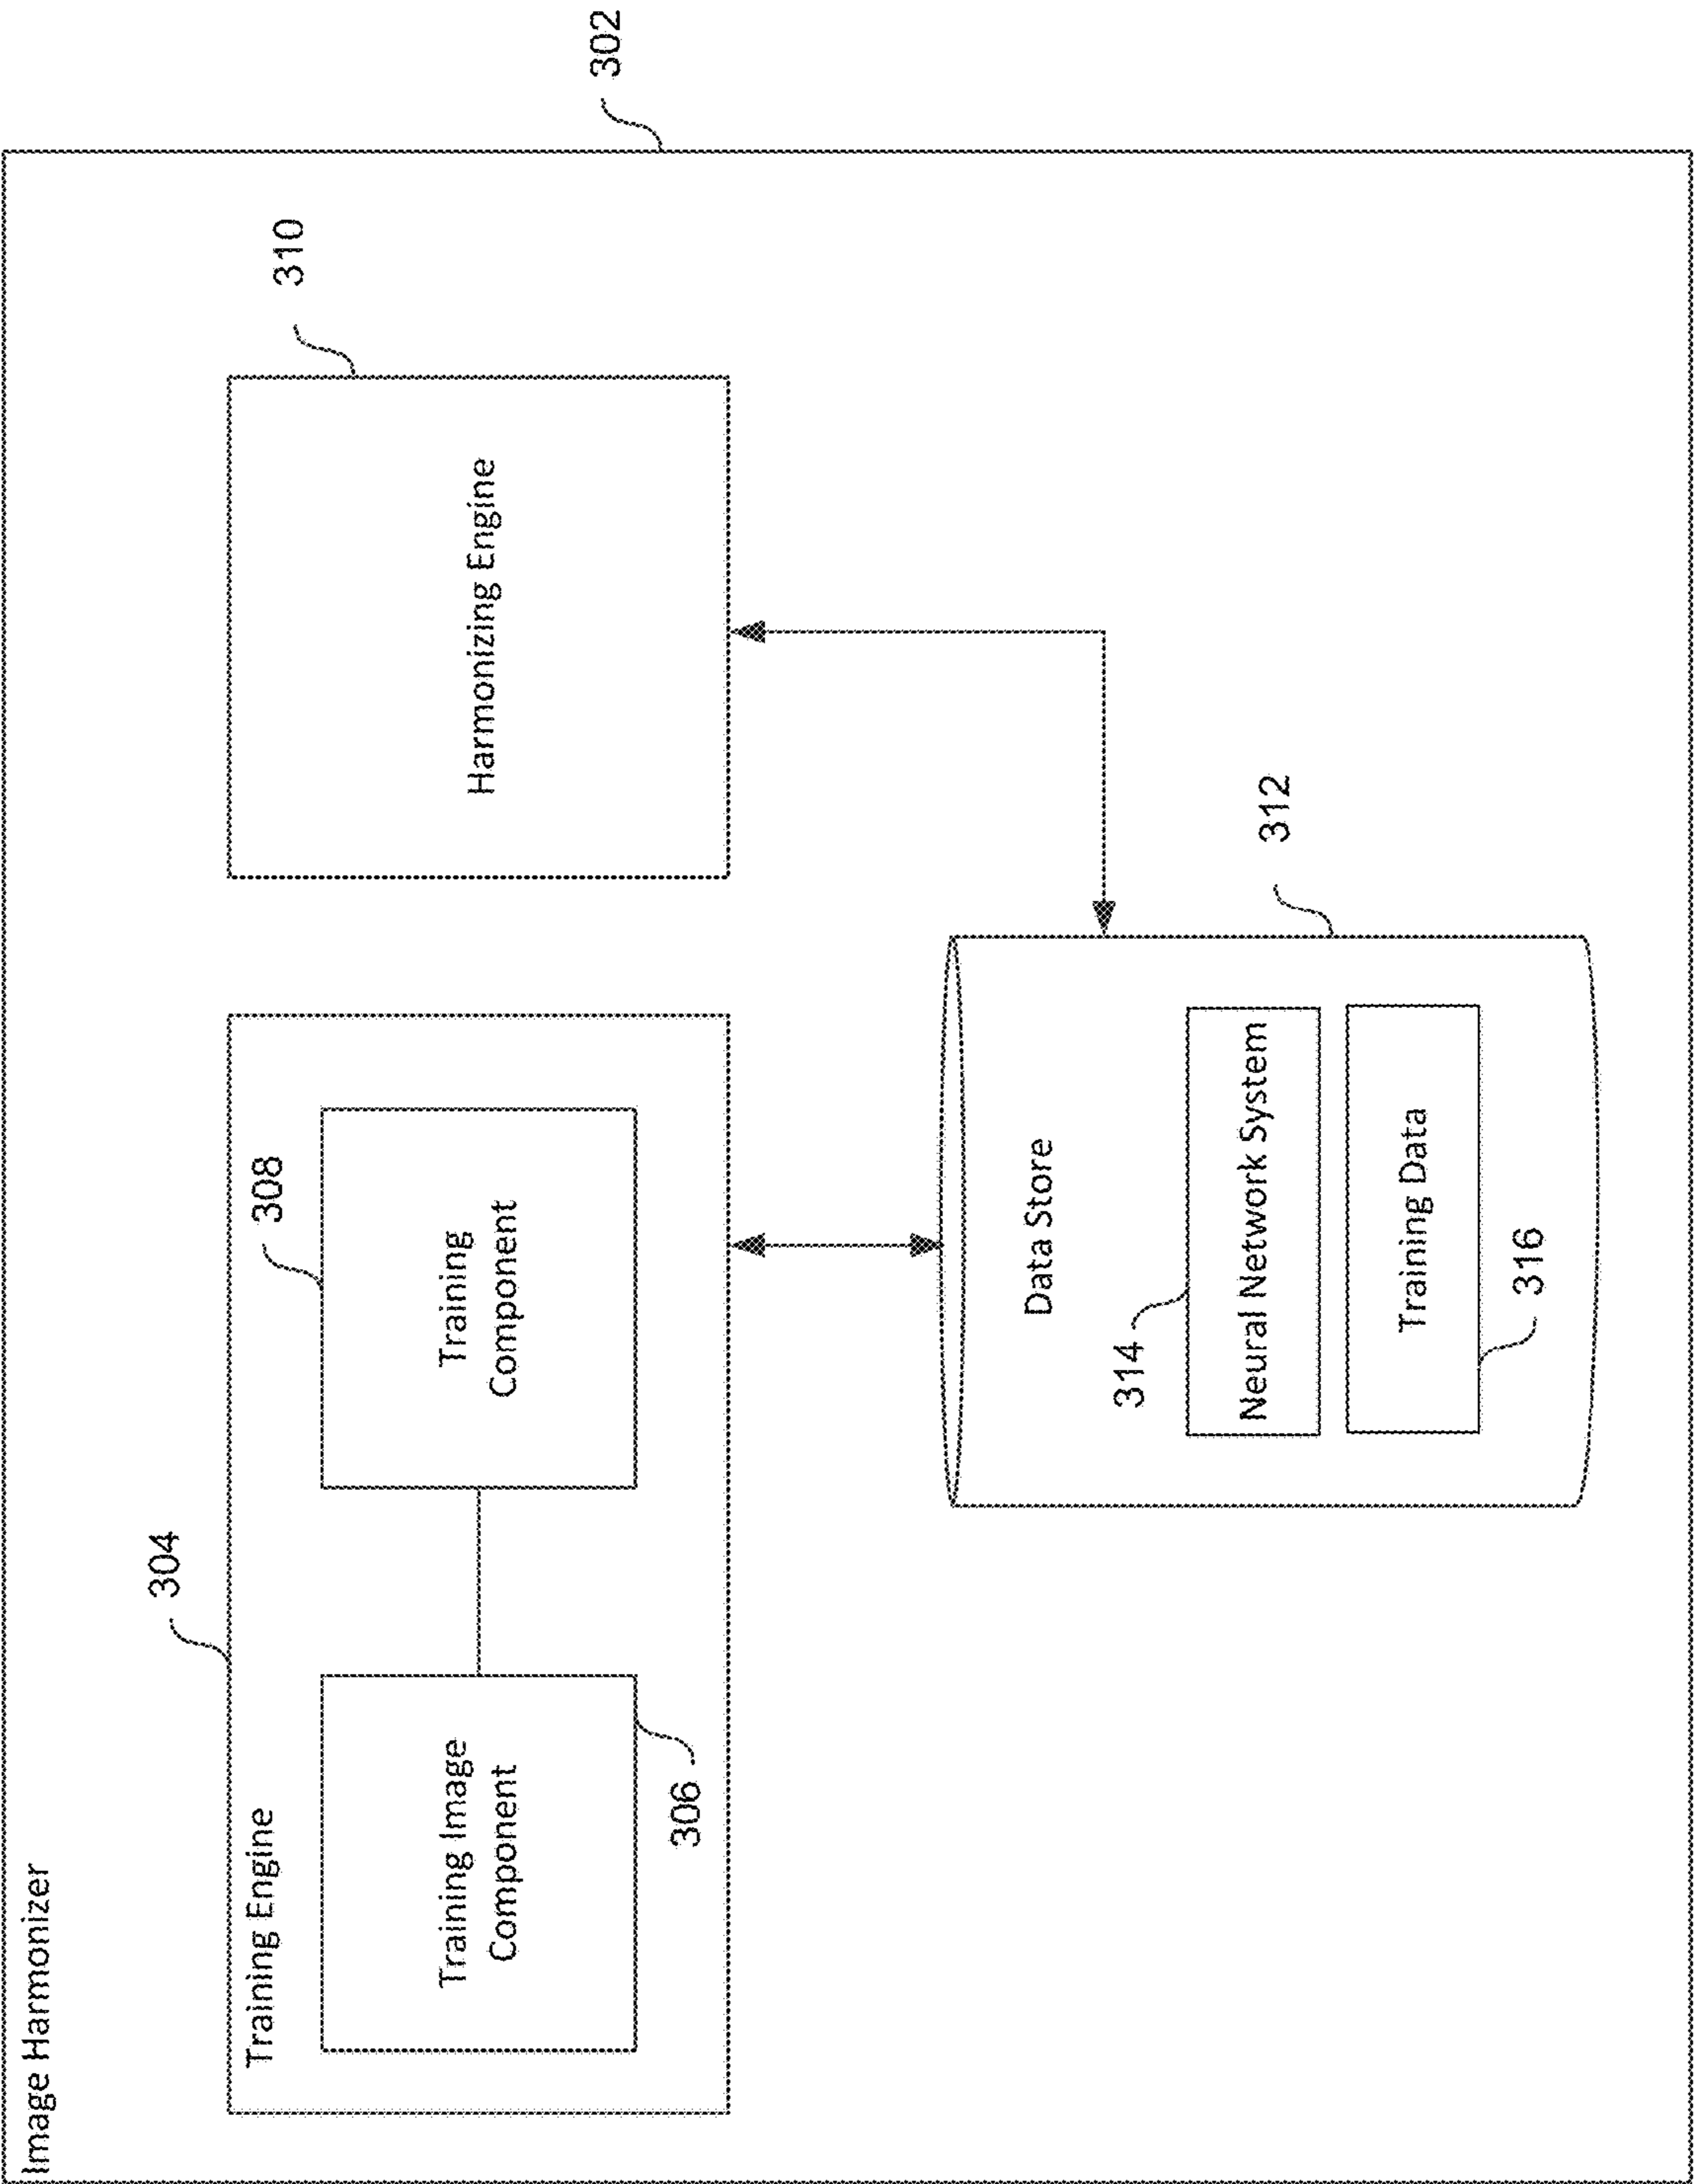 Image Harmonizer
302
304
Training Engine
Training Image
Component
306
308
Training
Component
310
Harmonizing Engine
312
Data Store
314
Neural Network System
Training Data
316